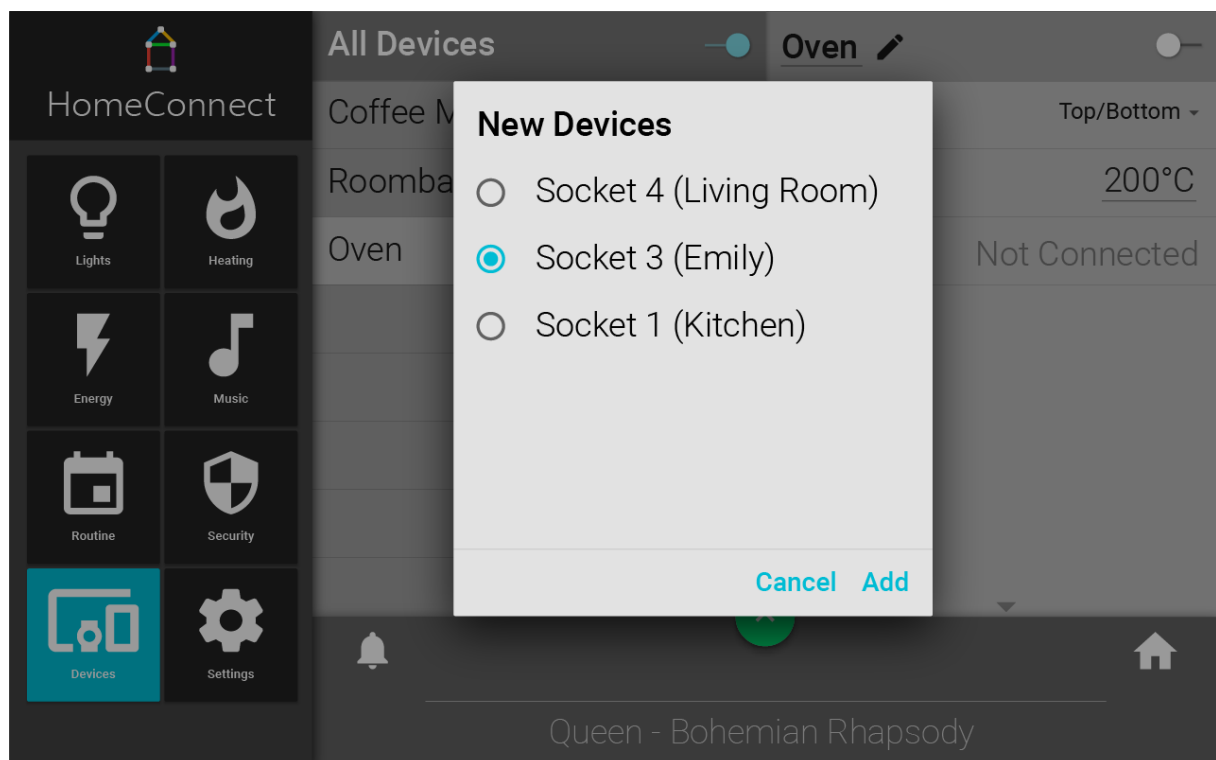 HomeConnect
Lights
Heating
Energy
Music
Routine
Security
Devices
Settings
All Devices
Coffee M
Roomba
Oven
Oven
Top/Bottom
200°C
Not Connected
New Devices
Socket 4 (Living Room)
Socket 3 (Emily)
Socket 1 (Kitchen)
Cancel Add
Queen - Bohemian Rhapsody